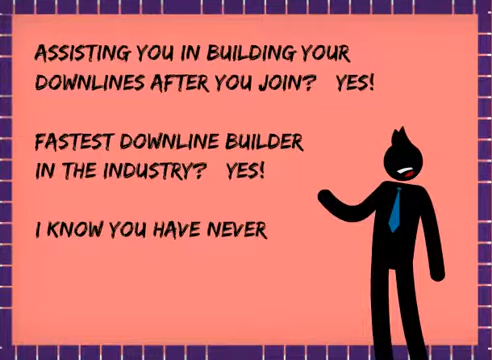 ASSISTING YOU IN BUILDING YOUR
DOWNLINES AFTER YOU JOIN? YES!
FASTEST DOWNLINE BUILDER
IN THE INDUSTRY? YES!
I KNOW YOU HAVE NEVER